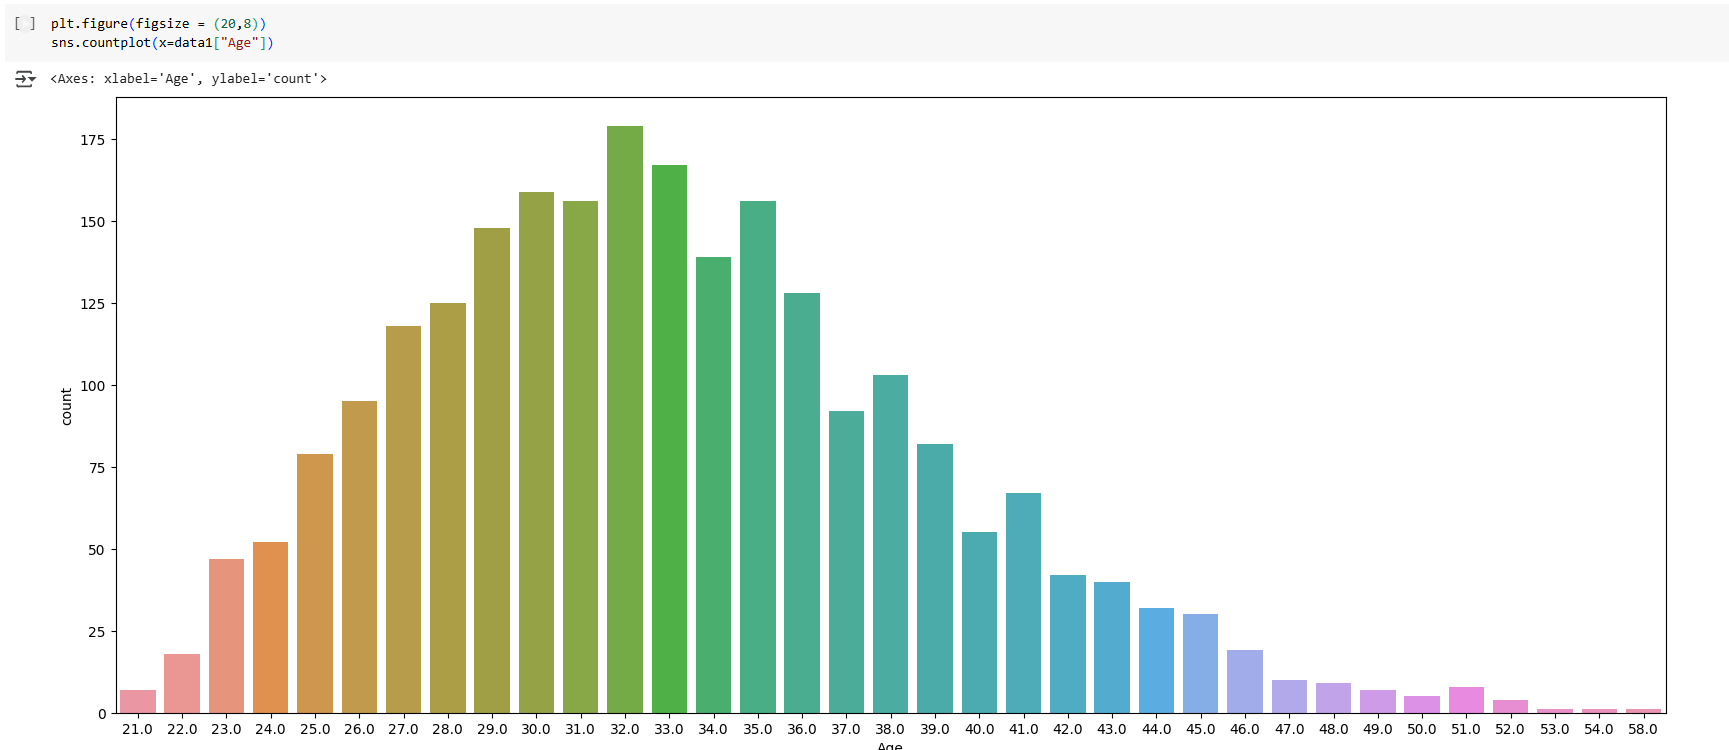 [ ] plt.figure(figsize = (20,8))
sns.countplot(x=data1["Age"])
<Axes: xlabel='Age', ylabel='count'>
175
150
125
100
75
50
25
0
count
21.0 22.0 23.0 24.0 25.0 26.0 27.0 28.0 29.0 30.0 31.0 32.0 33.0 34.0 35.0 36.0 37.0 38.0 39.0 40.0 41.0 42.0 43.0 44.0 45.0 46.0 47.0 48.0 49.0 50.0 51.0 52.0 53.0 54.0 58.0
Age